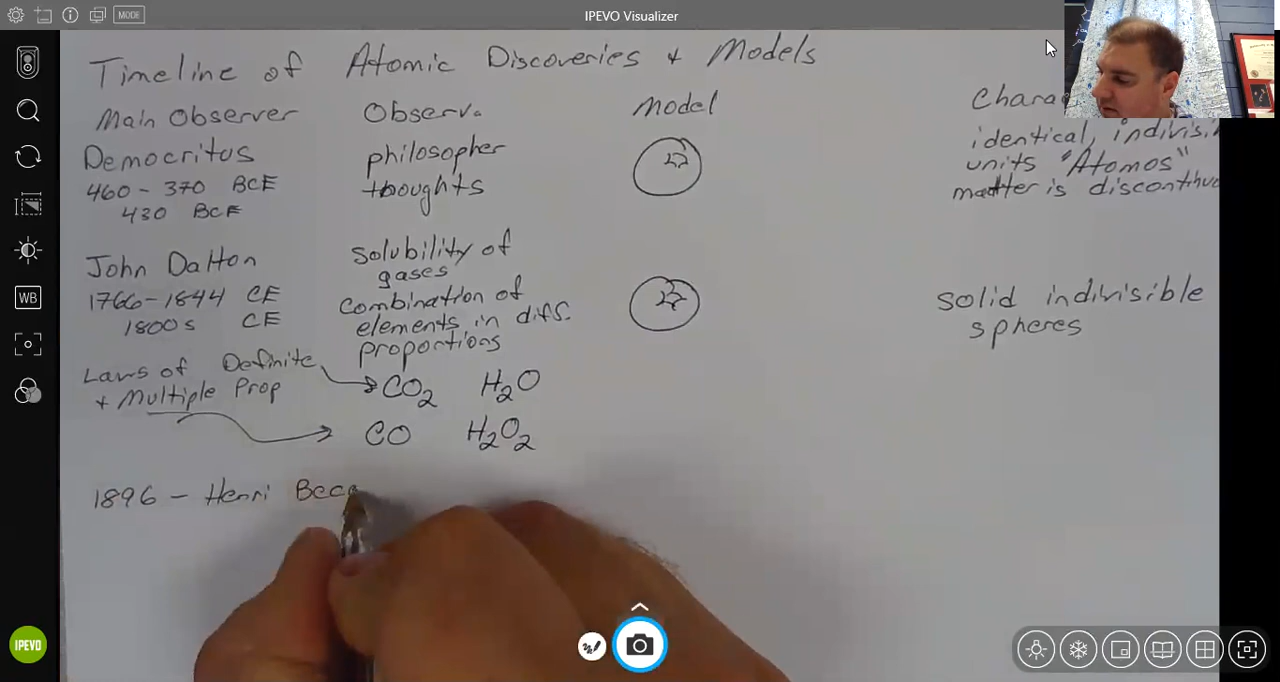 IPEVO Visualizer
MODE
Timeline of Atomic Discoveries + Models
Main Observer
Observ.
Model
Chara
Democritus
460 - 370 BCE
430 BCE
philosopher
thoughts
identical, indivisi
units "Atomos"
matter is discontinuo
John Dalton
1766-1844 CE
1800s CE
solubility of
gases
combination of
elements in diff.
proportions
solid indivisible
spheres
Laws of Definite
+ Multiple Prop
CO2 H2O
CO H2O2
1896 - Henri Becc
WB
IPEVO